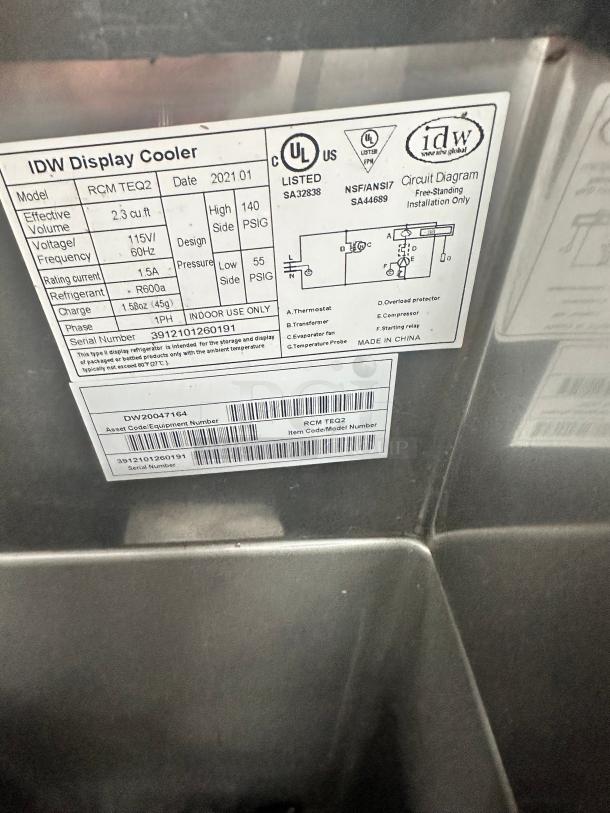 IDW Display Cooler
Model RCM TEQ2 Date 2021 01
Effective Volume 2.3 cu.ft
Voltage/ Frequency 115V/ 60Hz
Rating current 1.5A
Refrigerant R600a
Charge 1.58oz (45g)
Phase 1PH
Design Pressure
High Side 140 PSIG
Low Side 55 PSIG
INDOOR USE ONLY
Serial Number 3912101260191
This type II display refrigerator is intended for the storage and display
of packaged or bottled products only with the ambient temperature
typically not exceed 80°F(27°C).
C UL US
LISTED
SA32838
UL
LISTED
EPH
NSF/ANSI7
SA44689
idw
www.idw.global
Circuit Diagram
Free-Standing
Installation Only
L
N
B
G
C
A
D
E
F
G
A.Thermostat
B.Transformer
C.Evaporator fan
G.Temperature Probe
D.Overload protector
E.Compressor
F.Starting relay
MADE IN CHINA
DW20047164
Asset Code/Equipment Number
RCM TEQ2
Item Code/Model Number
3912101260191
Serial Number